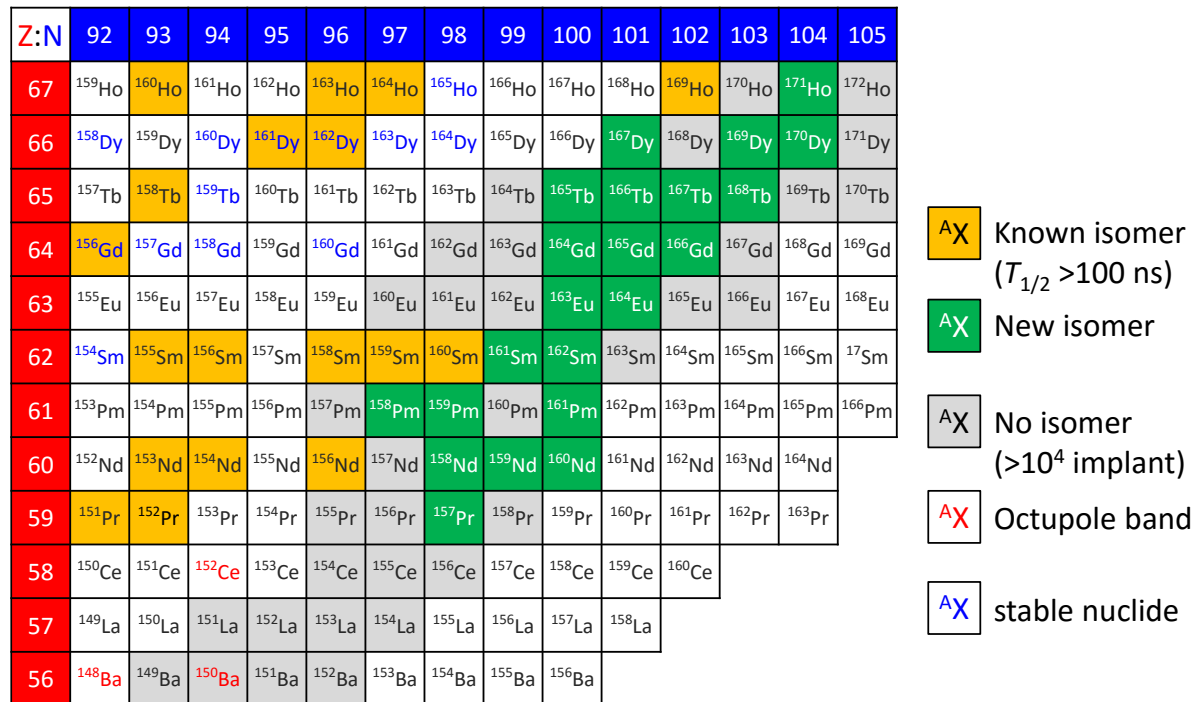 Z:N 92 93 94 95 96 97 98 99 100 101 102 103 104 105
67 ¹⁵⁹Ho ¹⁶⁰Ho ¹⁶¹Ho ¹⁶²Ho ¹⁶³Ho ¹⁶⁴Ho ¹⁶⁵Ho ¹⁶⁶Ho ¹⁶⁷Ho ¹⁶⁸Ho ¹⁶⁹Ho ¹⁷⁰Ho ¹⁷¹Ho ¹⁷²Ho
66 ¹⁵⁸Dy ¹⁵⁹Dy ¹⁶⁰Dy ¹⁶¹Dy ¹⁶²Dy ¹⁶³Dy ¹⁶⁴Dy ¹⁶⁵Dy ¹⁶⁶Dy ¹⁶⁷Dy ¹⁶⁸Dy ¹⁶⁹Dy ¹⁷⁰Dy ¹⁷¹Dy
65 ¹⁵⁷Tb ¹⁵⁸Tb ¹⁵⁹Tb ¹⁶⁰Tb ¹⁶¹Tb ¹⁶²Tb ¹⁶³Tb ¹⁶⁴Tb ¹⁶⁵Tb ¹⁶⁶Tb ¹⁶⁷Tb ¹⁶⁸Tb ¹⁶⁹Tb ¹⁷⁰Tb
64 ¹⁵⁶Gd ¹⁵⁷Gd ¹⁵⁸Gd ¹⁵⁹Gd ¹⁶⁰Gd ¹⁶¹Gd ¹⁶²Gd ¹⁶³Gd ¹⁶⁴Gd ¹⁶⁵Gd ¹⁶⁶Gd ¹⁶⁷Gd ¹⁶⁸Gd ¹⁶⁹Gd
63 ¹⁵⁵Eu ¹⁵⁶Eu ¹⁵⁷Eu ¹⁵⁸Eu ¹⁵⁹Eu ¹⁶⁰Eu ¹⁶¹Eu ¹⁶²Eu ¹⁶³Eu ¹⁶⁴Eu ¹⁶⁵Eu ¹⁶⁶Eu ¹⁶⁷Eu ¹⁶⁸Eu
62 ¹⁵⁴Sm ¹⁵⁵Sm ¹⁵⁶Sm ¹⁵⁷Sm ¹⁵⁸Sm ¹⁵⁹Sm ¹⁶⁰Sm ¹⁶¹Sm ¹⁶²Sm ¹⁶³Sm ¹⁶⁴Sm ¹⁶⁵Sm ¹⁶⁶Sm ¹⁷Sm
61 ¹⁵³Pm ¹⁵⁴Pm ¹⁵⁵Pm ¹⁵⁶Pm ¹⁵⁷Pm ¹⁵⁸Pm ¹⁵⁹Pm ¹⁶⁰Pm ¹⁶¹Pm ¹⁶²Pm ¹⁶³Pm ¹⁶⁴Pm ¹⁶⁵Pm ¹⁶⁶Pm
60 ¹⁵²Nd ¹⁵³Nd ¹⁵⁴Nd ¹⁵⁵Nd ¹⁵⁶Nd ¹⁵⁷Nd ¹⁵⁸Nd ¹⁵⁹Nd ¹⁶⁰Nd ¹⁶¹Nd ¹⁶²Nd ¹⁶³Nd ¹⁶⁴Nd
59 ¹⁵¹Pr ¹⁵²Pr ¹⁵³Pr ¹⁵⁴Pr ¹⁵⁵Pr ¹⁵⁶Pr ¹⁵⁷Pr ¹⁵⁸Pr ¹⁵⁹Pr ¹⁶⁰Pr ¹⁶¹Pr ¹⁶²Pr ¹⁶³Pr
58 ¹⁵⁰Ce ¹⁵¹Ce ¹⁵²Ce ¹⁵³Ce ¹⁵⁴Ce ¹⁵⁵Ce ¹⁵⁶Ce ¹⁵⁷Ce ¹⁵⁸Ce ¹⁵⁹Ce ¹⁶⁰Ce
57 ¹⁴⁹La ¹⁵⁰La ¹⁵¹La ¹⁵²La ¹⁵³La ¹⁵⁴La ¹⁵⁵La ¹⁵⁶La ¹⁵⁷La ¹⁵⁸La
56 ¹⁴⁸Ba ¹⁴⁹Ba ¹⁵⁰Ba ¹⁵¹Ba ¹⁵²Ba ¹⁵³Ba ¹⁵⁴Ba ¹⁵⁵Ba ¹⁵⁶Ba
ᴬX Known isomer
(T₁/₂ >100 ns)
ᴬX New isomer
ᴬX No isomer
(>10⁴ implant)
ᴬX Octupole band
ᴬX stable nuclide